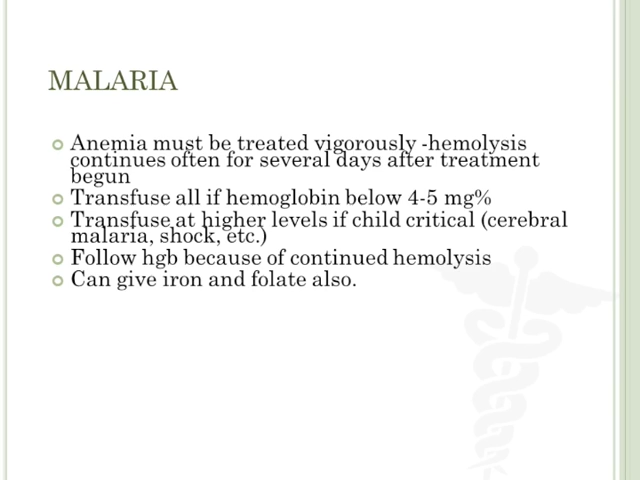 MALARIA
Anemia must be treated vigorously -hemolysis
continues often for several days after treatment
begun
Transfuse all if hemoglobin below 4-5 mg%
Transfuse at higher levels if child critical (cerebral
malaria, shock, etc.)
Follow hgb because of continued hemolysis
Can give iron and folate also.